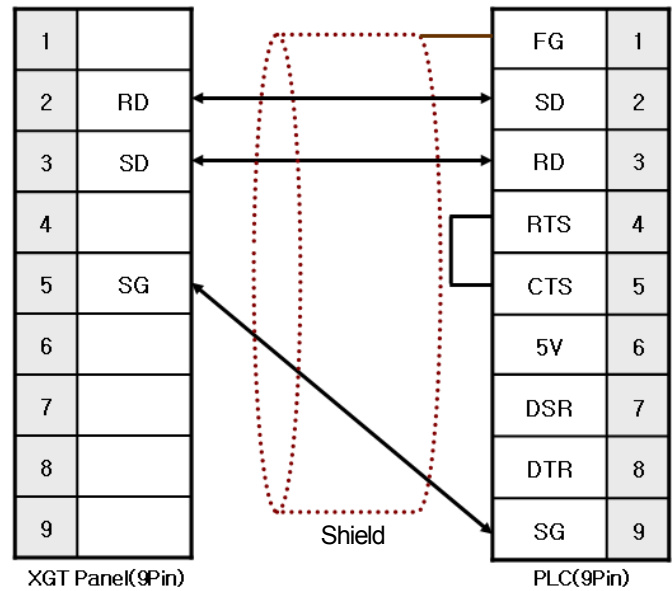 1 FG 1
2 RD SD 2
3 SD RD 3
4 RTS 4
5 SG CTS 5
6 5V 6
7 DSR 7
8 DTR 8
9 SG 9
Shield
XGT Panel(9Pin) PLC(9Pin)